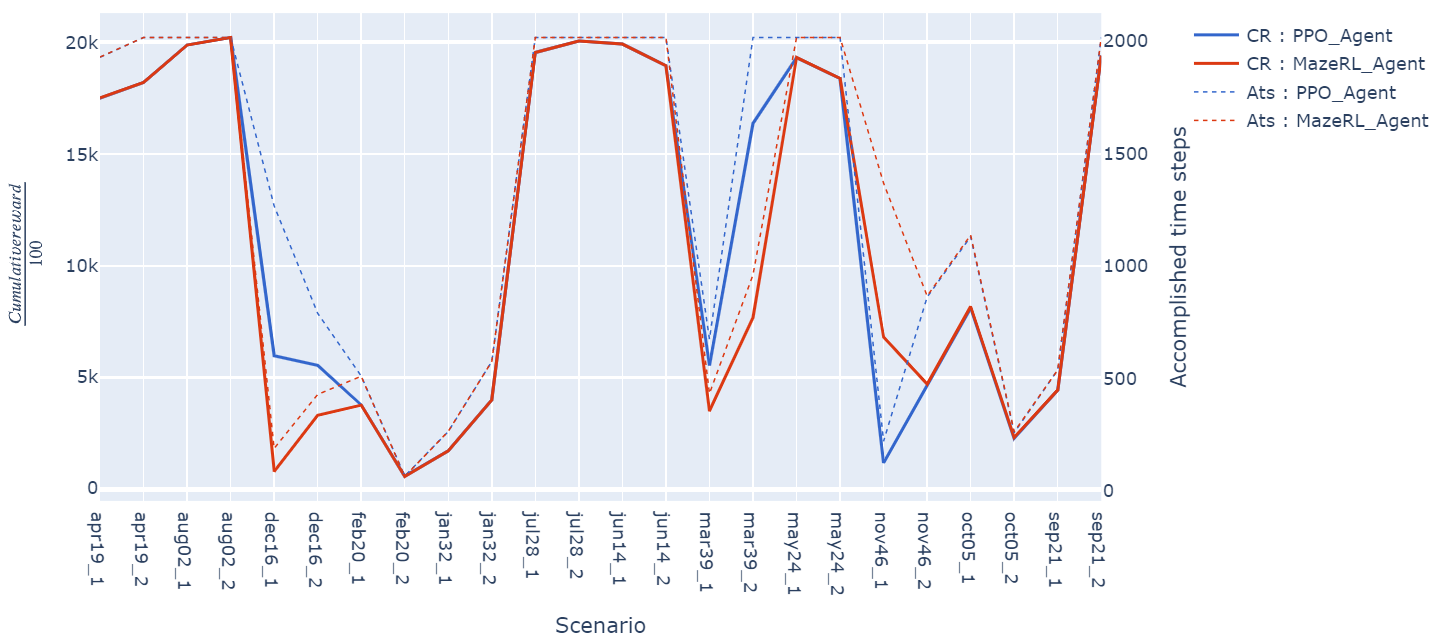 20k
15k
10k
5k
0
Cumulativereward
100
2000
1500
1000
500
0
Accomplished time steps
CR : PPO_Agent
CR : MazeRL_Agent
Ats : PPO_Agent
Ats : MazeRL_Agent
apr19_1
apr19_2
aug02_1
aug02_2
dec16_1
dec16_2
feb20_1
feb20_2
jan32_1
jan32_2
jul28_1
jul28_2
jun14_1
jun14_2
mar39_1
mar39_2
may24_1
may24_2
nov46_1
nov46_2
oct05_1
oct05_2
sep21_1
sep21_2
Scenario